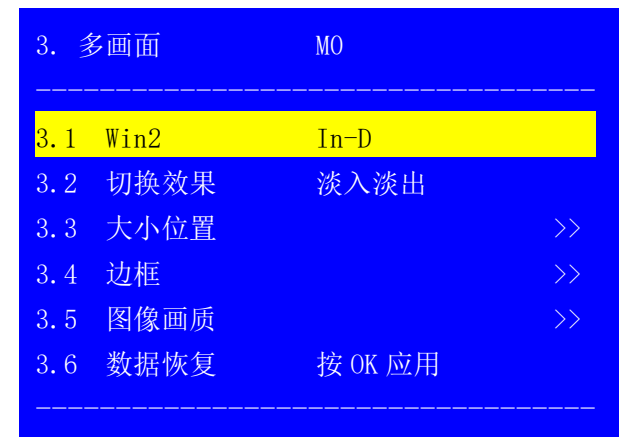 3. 多画面 M0
-----------------------------------
3.1 Win2 In-D
3.2 切换效果 淡入淡出
3.3 大小位置 >>
3.4 边框 >>
3.5 图像画质 >>
3.6 数据恢复 按 OK 应用
-----------------------------------